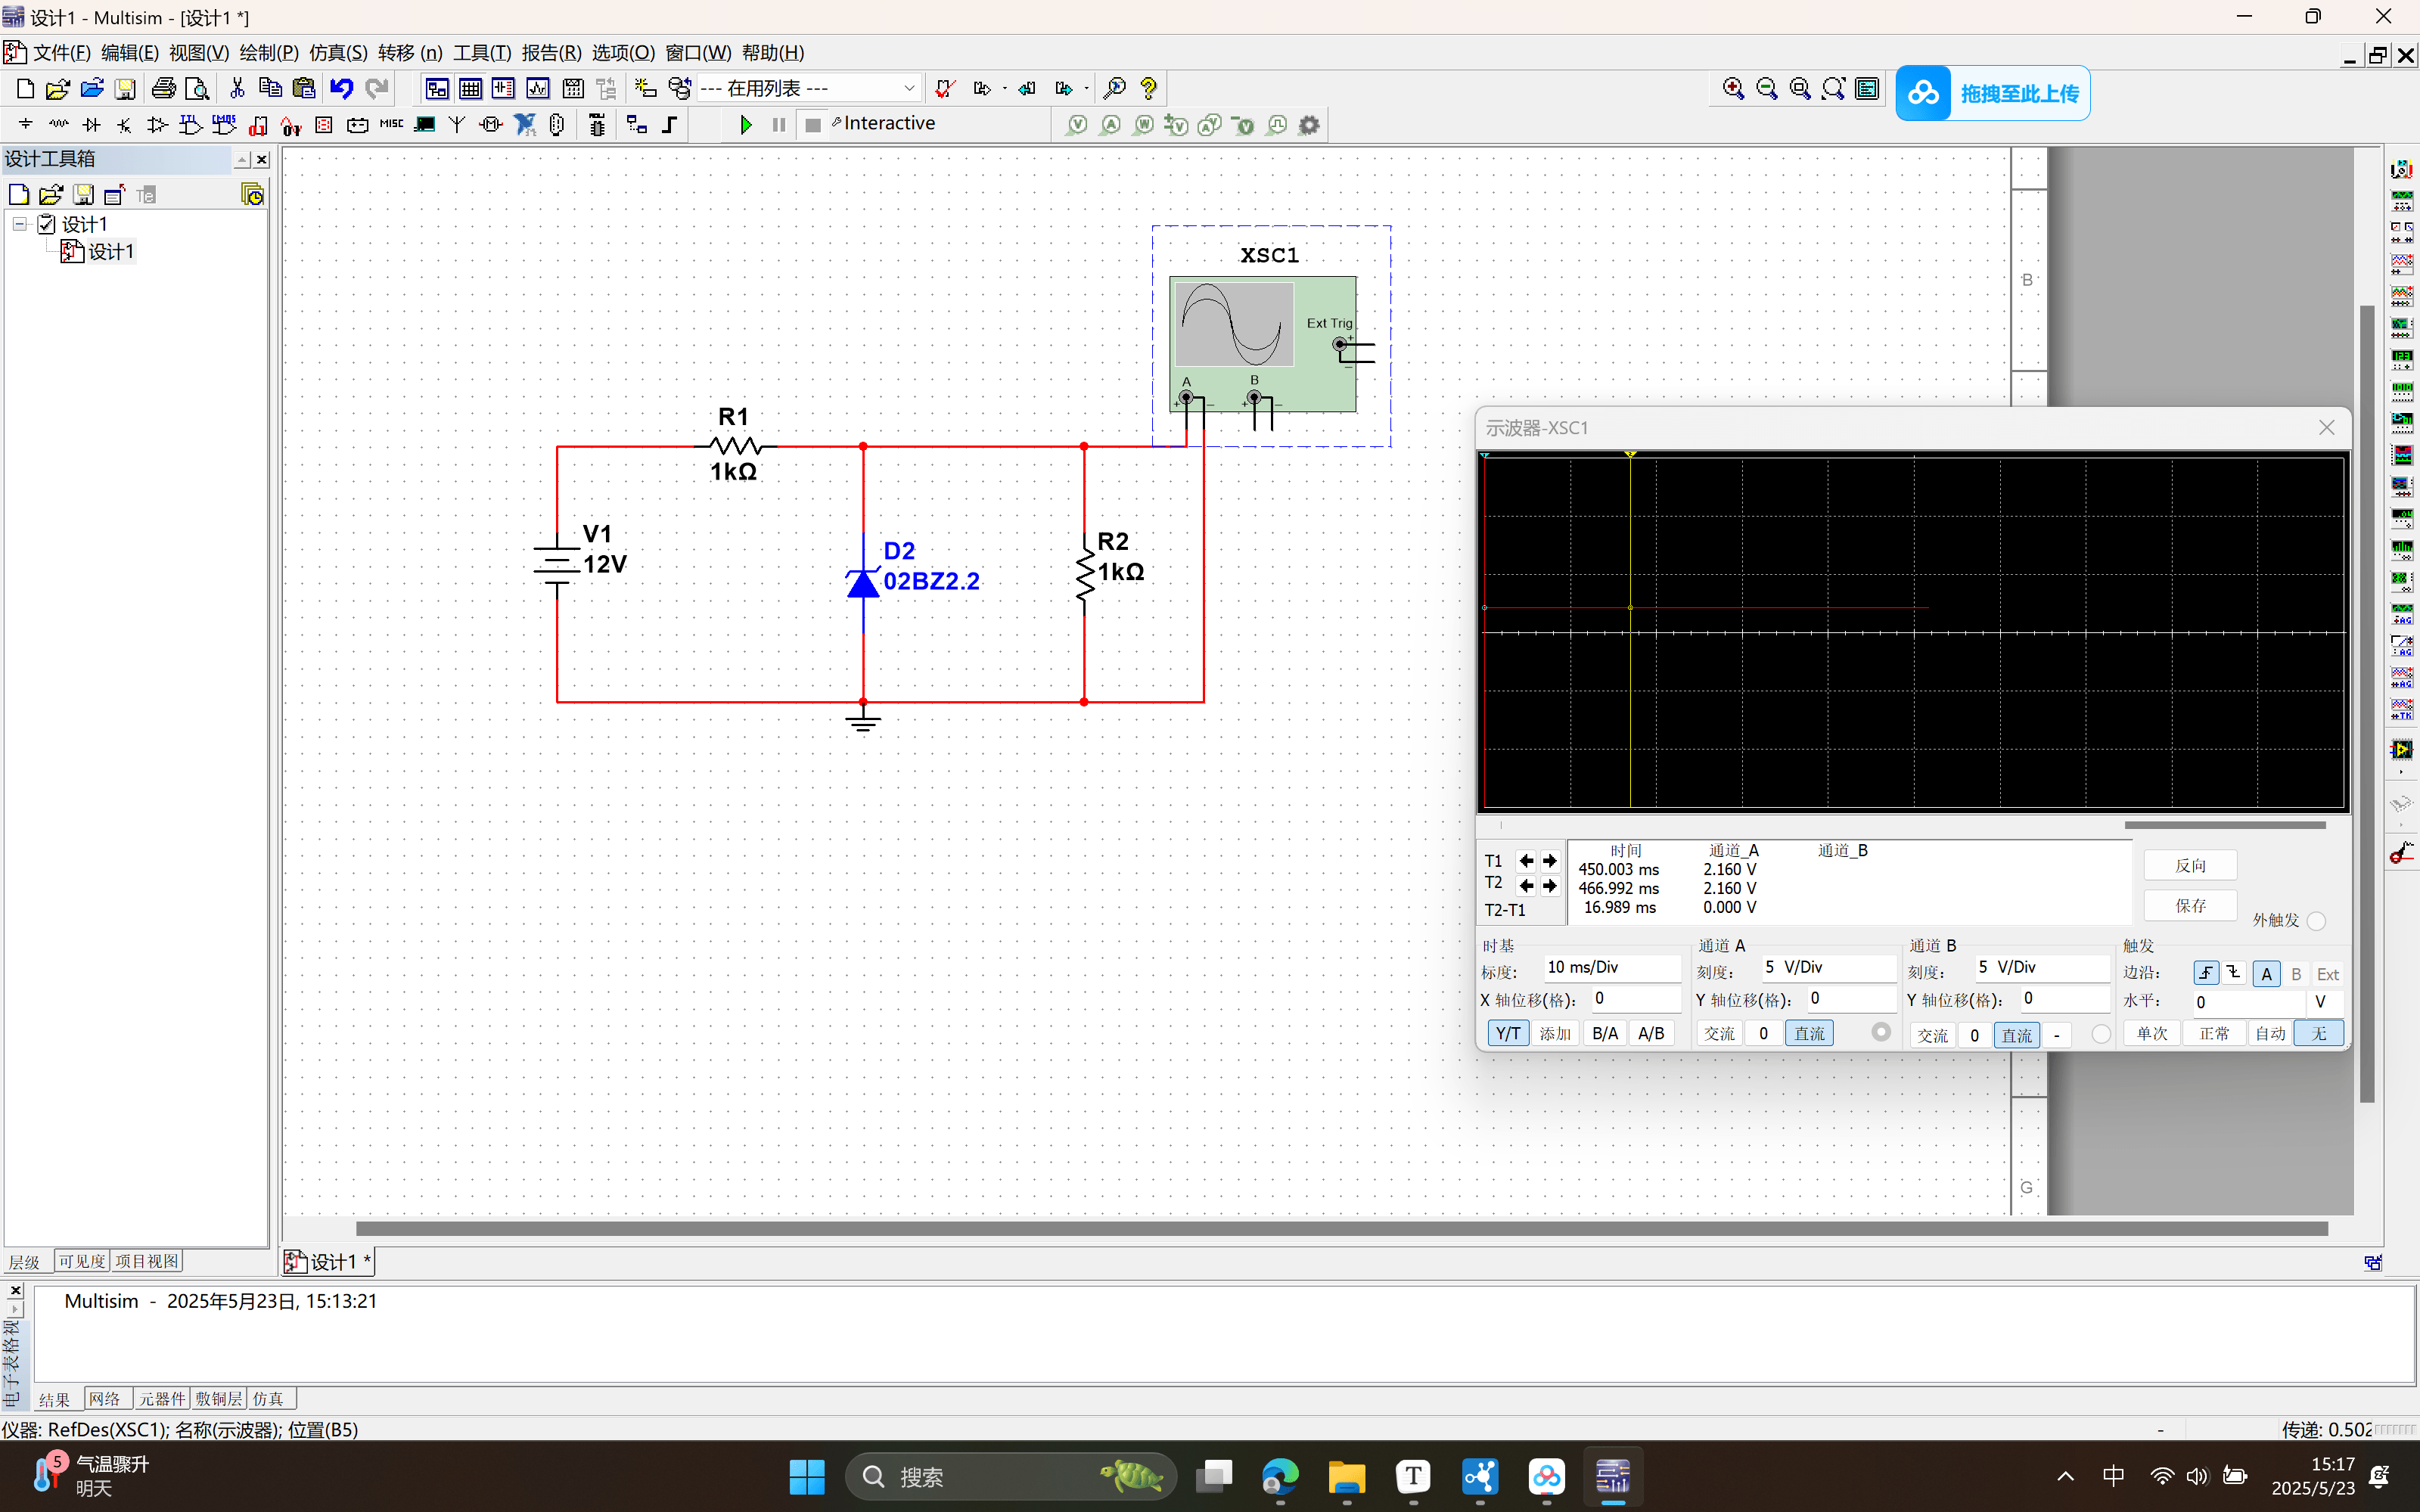 设计1 - Multisim - [设计1 *]
文件(F) 编辑(E) 视图(V) 绘制(P) 仿真(S) 转移 (n) 工具(T) 报告(R) 选项(O) 窗口(W) 帮助(H)
--- 在用列表 ---
拖拽至此上传
MISC
Interactive
设计工具箱
设计1
设计1
B
XSC1
Ext Trig
A
B
R1
1kΩ
V1
12V
D2
02BZ2.2
R2
1kΩ
G
示波器-XSC1
时间 通道_A 通道_B
T1 450.003 ms 2.160 V
T2 466.992 ms 2.160 V
T2-T1 16.989 ms 0.000 V
反向
保存
外触发
时基
标度: 10 ms/Div
X 轴位移(格): 0
Y/T 添加 B/A A/B
通道 A
刻度: 5 V/Div
Y 轴位移(格): 0
交流 0 直流
通道 B
刻度: 5 V/Div
Y 轴位移(格): 0
交流 0 直流 -
触发
边沿: A B Ext
水平: 0 V
单次 正常 自动 无
层级 可见度 项目视图
设计1 *
Multisim - 2025年5月23日, 15:13:21
电子表格视
结果 网络 元器件 敷铜层 仿真
仪器: RefDes(XSC1); 名称(示波器); 位置(B5)
-
传递: 0.502
5
气温骤升
明天
搜索
中
15:17
2025/5/23